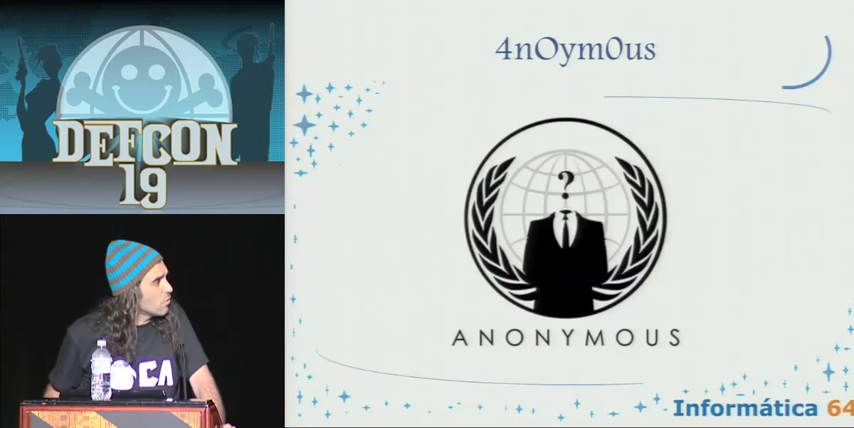 DEFCON
19
4nOym0us
?
ANONYMOUS
Informática 64